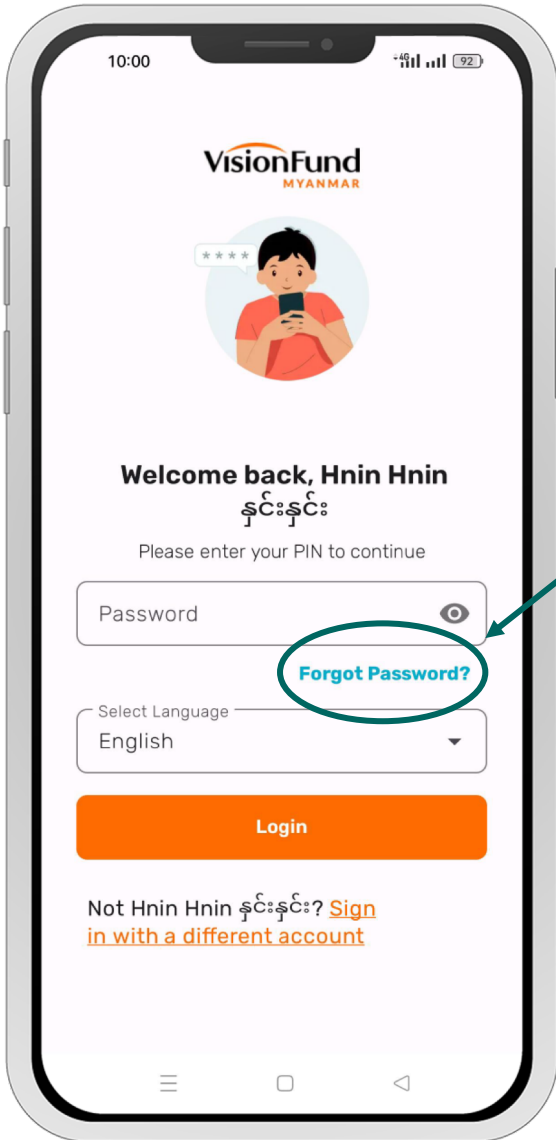 10:00
4G
92
VisionFund
MYANMAR
****
Welcome back, Hnin Hnin
နှင်းနှင်း
Please enter your PIN to continue
Password
Forgot Password?
Select Language
English
Login
Not Hnin Hnin နှင်းနှင်း? Sign
in with a different account